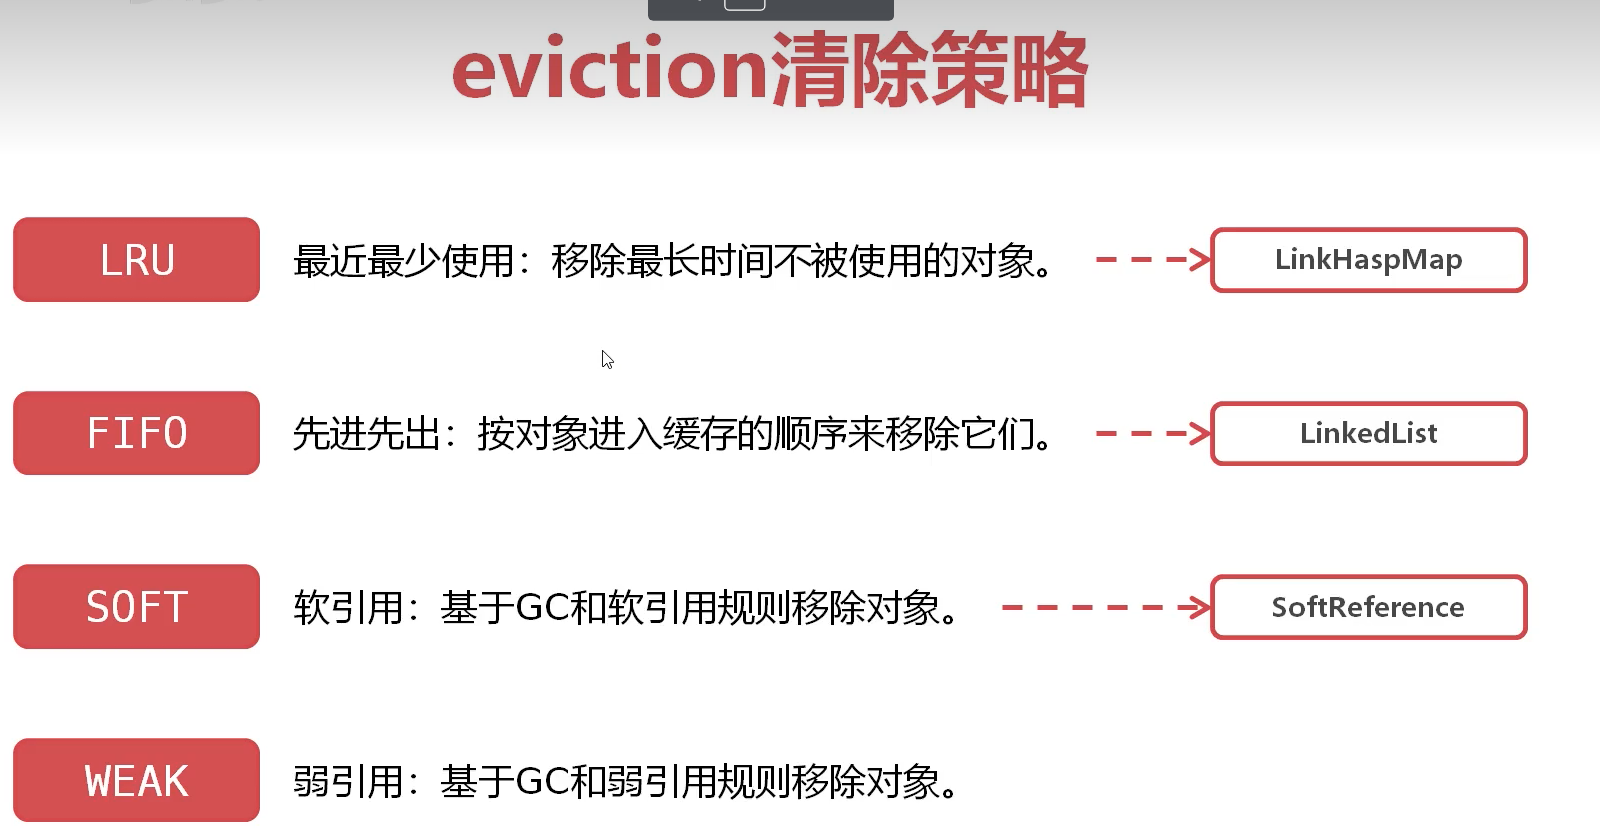 eviction清除策略
LRU 最近最少使用：移除最长时间不被使用的对象。 LinkHaspMap
FIFO 先进先出：按对象进入缓存的顺序来移除它们。 LinkedList
SOFT 软引用：基于GC和软引用规则移除对象。 SoftReference
WEAK 弱引用：基于GC和弱引用规则移除对象。